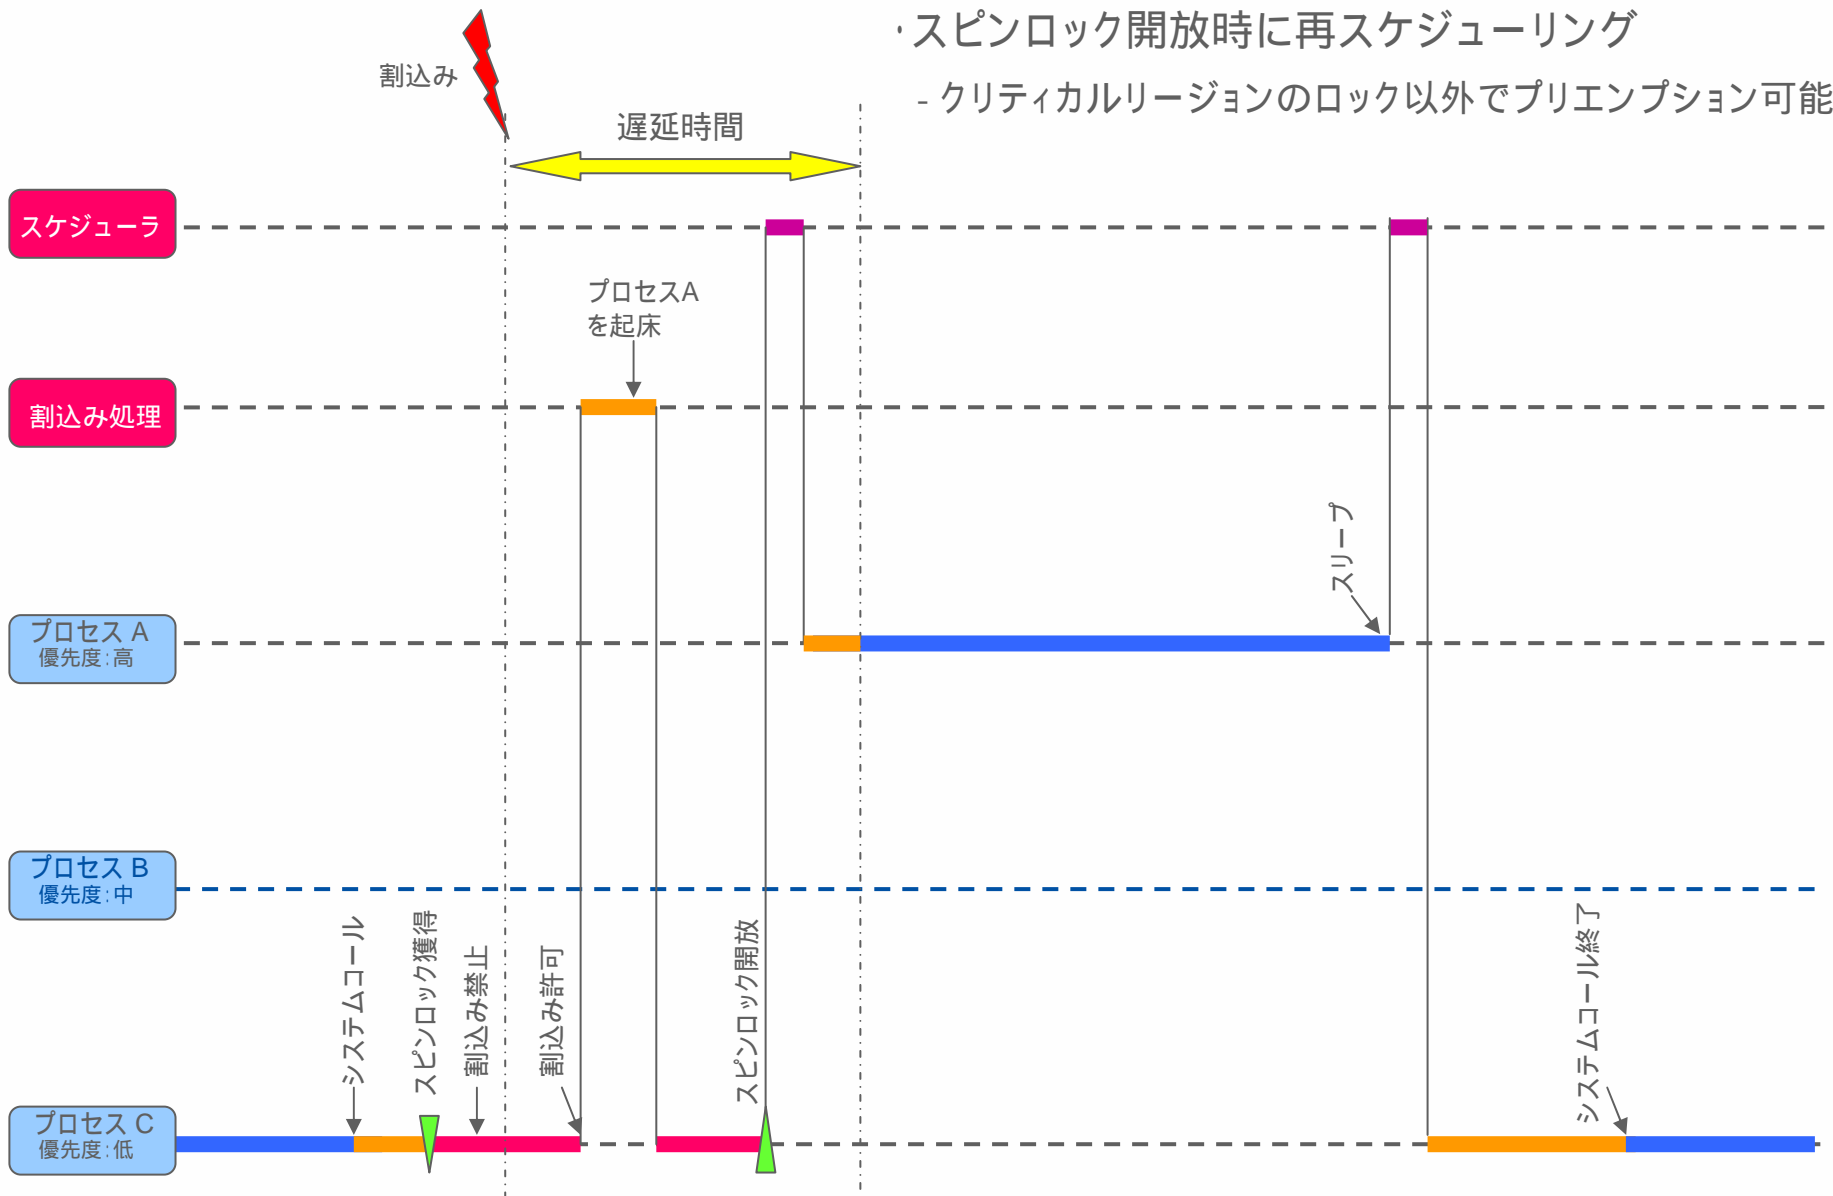 ・スピンロック開放時に再スケジューリング
- クリティカルリージョンのロック以外でプリエンプション可能
割込み
遅延時間
スケジューラ
プロセスA
を起床
割込み処理
スリープ
プロセス A
優先度:高
プロセス B
優先度:中
システムコール
スピンロック獲得
割込み禁止
割込み許可
スピンロック開放
システムコール終了
プロセス C
優先度:低